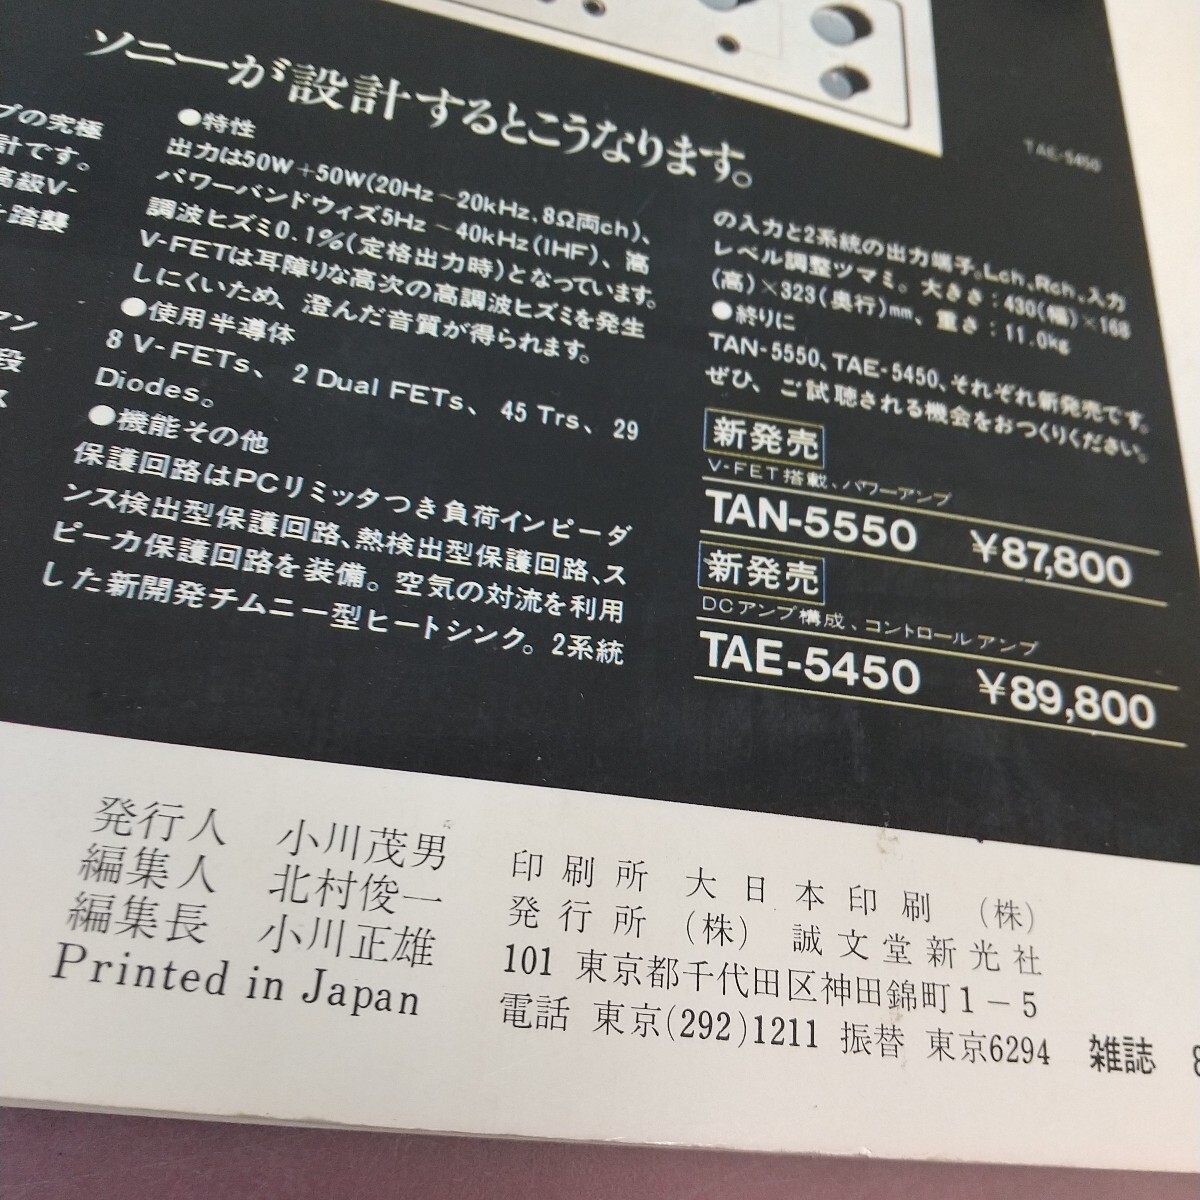 ソニーが設計するとこうなります。
TAE-5450
プの究極
計です。
高級V-
踏襲
アン
段
ス
●特性
出力は50W+50W(20Hz~20kHz、8Ω両ch)、
パワーバンドウィズ5Hz~40kHz(IHF)、高
調波ヒズミ0.1%(定格出力時)となっています。
V-FETは耳障りな高次の高調波ヒズミを発生
しにくいため、澄んだ音質が得られます。
●使用半導体
8 V-FETs、2 Dual FETs、45 Trs、29
Diodes。
●機能その他
保護回路はPCリミッタつき負荷インピーダ
ンス検出型保護回路、熱検出型保護回路、ス
ピーカ保護回路を装備。空気の対流を利用
した新開発チムニー型ヒートシンク。2系統
の入力と2系統の出力端子。Lch、Rch、入力
レベル調整ツマミ。大きさ:430(幅)×168
(高)×323(奥行)mm、重さ:11.0kg
●終りに
TAN-5550、TAE-5450、それぞれ新発売です。
ぜひ、ご試聴される機会をおつくりください。
新発売
V-FET搭載、パワーアンプ
TAN-5550 ¥87,800
新発売
DCアンプ構成、コントロールアンプ
TAE-5450 ¥89,800
発行人 小川茂男
編集人 北村俊一
編集長 小川正雄
Printed in Japan
印刷所 大日本印刷(株)
発行所(株)誠文堂新光社
101 東京都千代田区神田錦町1-5
電話 東京(292)1211 振替 東京6294
雑誌 8